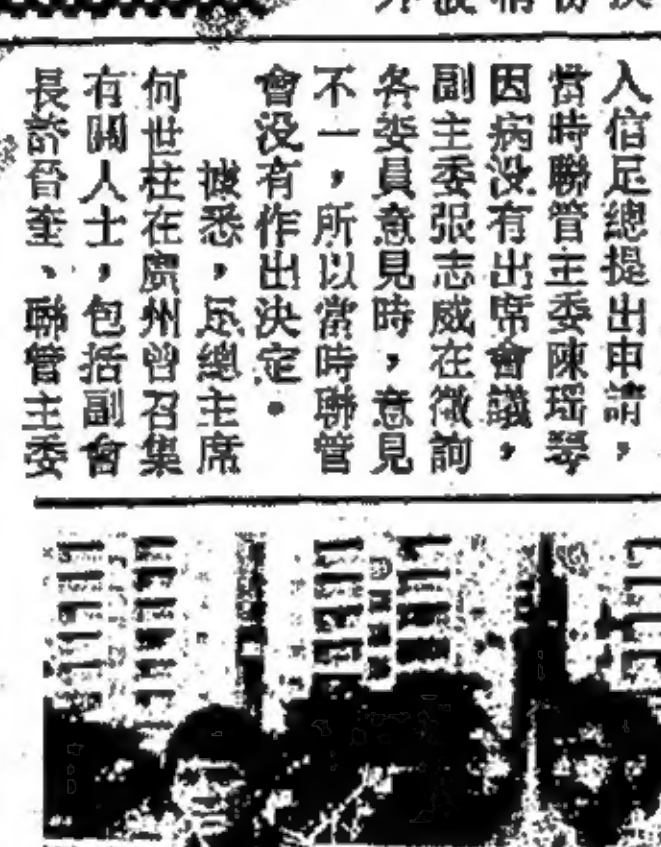 入信足總提出申請，
當時聯管主委陳瑶琴
因病没有出席會議，
副主委張志威在徵詢
各委員意見時，意見
不一，所以當時聯管
會没有作出決定。
據悉，足總主席
何世柱在廣州曾召集
有關人士，包括副會
長許晉奎、聯管主委